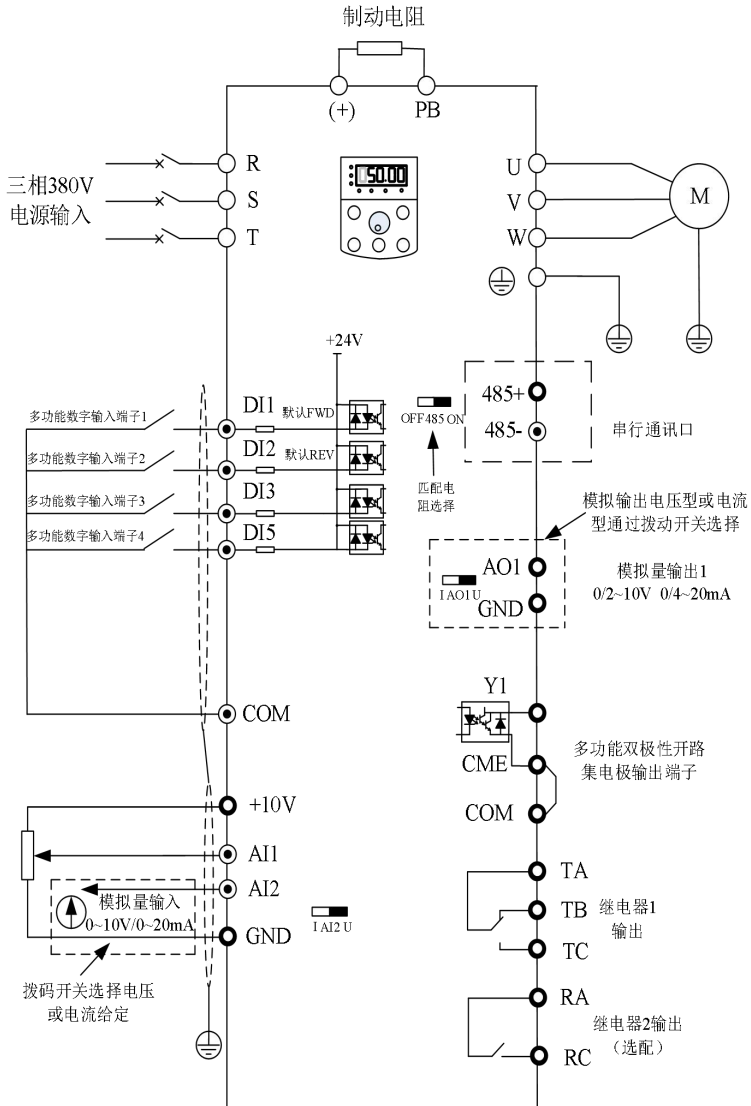 制动电阻
(+)
PB
三相380V
电源输入
R
S
T
50.00
U
V
W
M
+24V
多功能数字输入端子1
DI1
默认FWD
多功能数字输入端子2
DI2
默认REV
多功能数字输入端子3
DI3
多功能数字输入端子4
DI5
OFF 485 ON
匹配电
阻选择
485+
485-
串行通讯口
模拟输出电压型或电流
型通过拨动开关选择
I AO1 U
AO1
GND
模拟量输出1
0/2~10V 0/4~20mA
COM
Y1
CME
COM
多功能双极性开路
集电极输出端子
+10V
AI1
AI2
GND
模拟量输入
0~10V/0~20mA
I AI2 U
拨码开关选择电压
或电流给定
TA
TB
TC
继电器1
输出
RA
RC
继电器2输出
（选配）